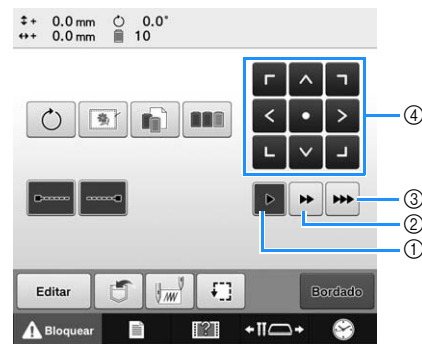 0.0 mm 0.0°
0.0 mm 10
④
③
②
①
Editar
Bordado
Bloquear